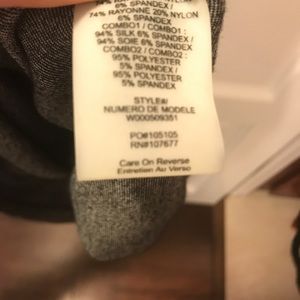 6% SPANDEX /
74% RAYONNE 20% NYLON
6% SPANDEX
COMBO1 / COMBO1 :
94% SILK 6% SPANDEX /
94% SOIE 6% SPANDEX
COMBO2 / COMBO2 :
95% POLYESTER
5% SPANDEX /
95% POLYESTER
5% SPANDEX
STYLE#/
NUMERO DE MODELE
W000509351
PO#105105
RN#107677
Care On Reverse
Entretien Au Verso